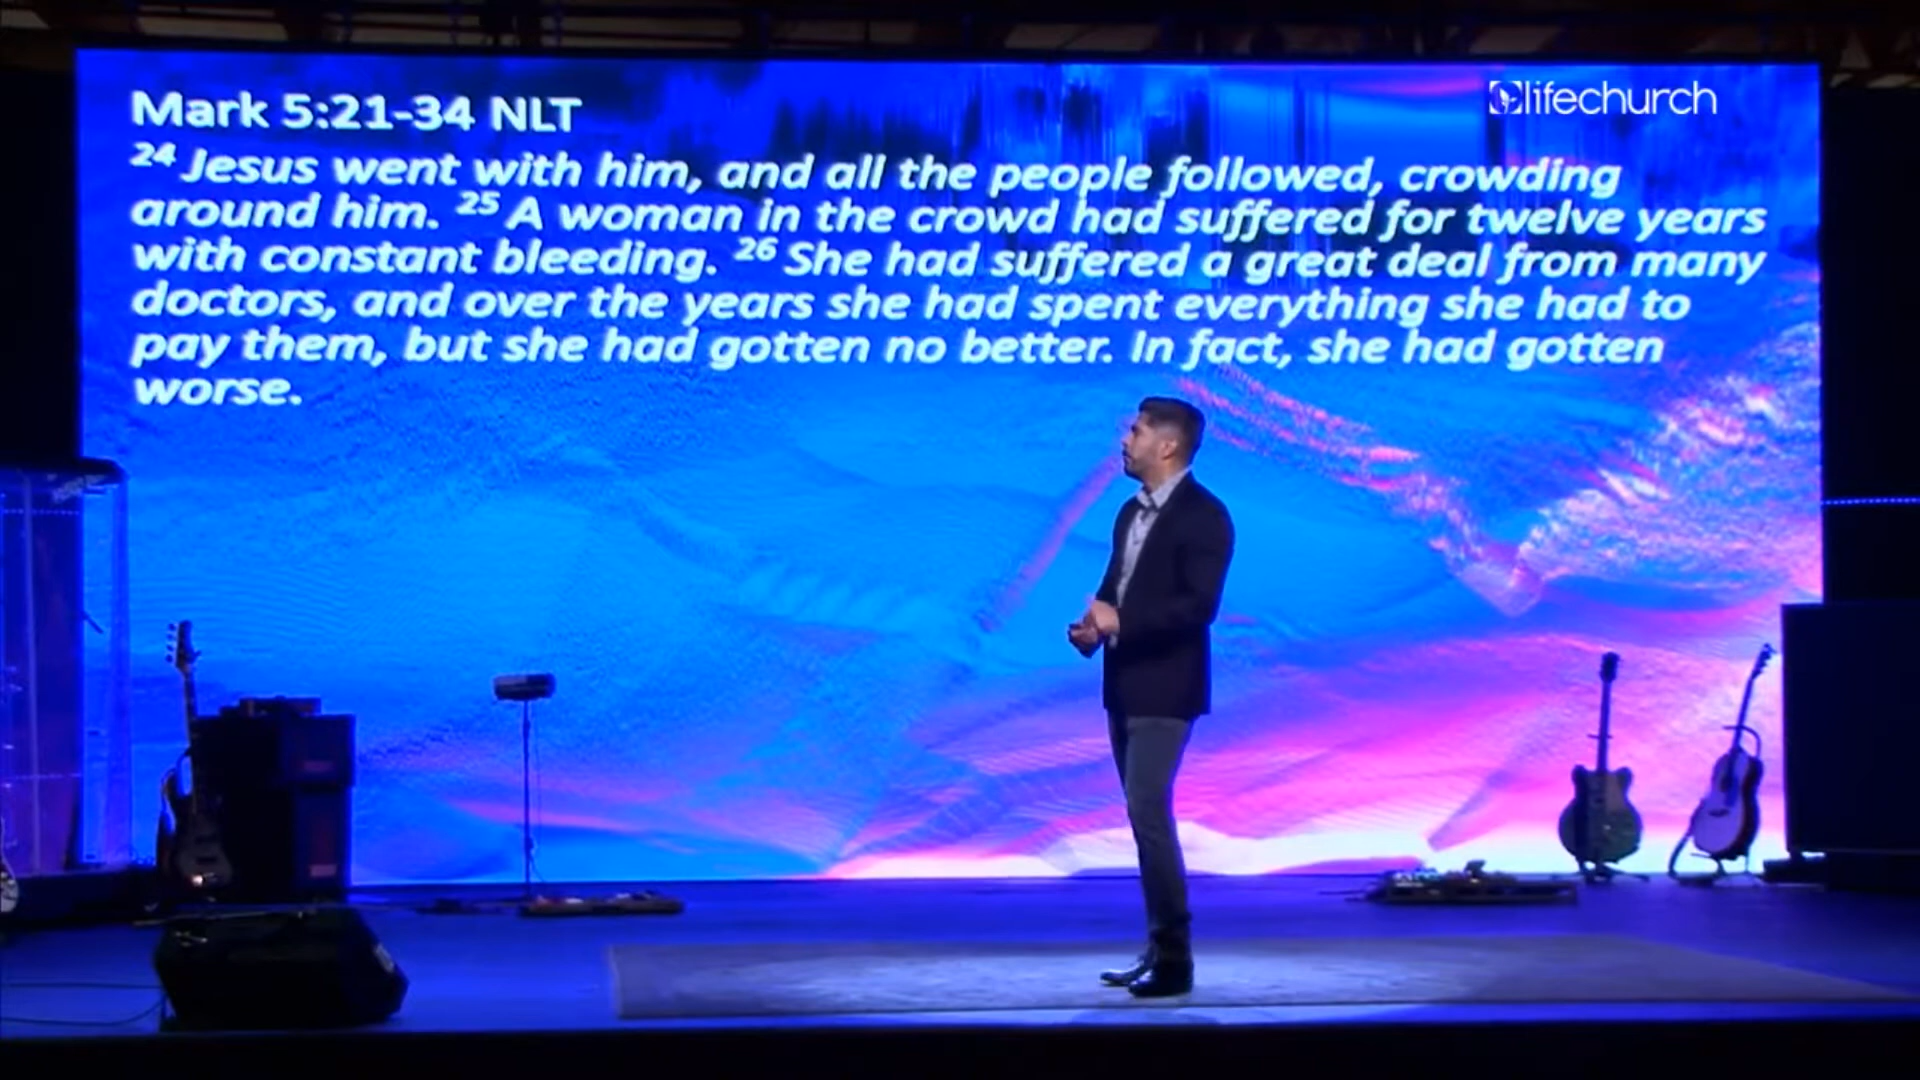 lifechurch
Mark 5:21-34 NLT
24 Jesus went with him, and all the people followed, crowding
around him. 25 A woman in the crowd had suffered for twelve years
with constant bleeding. 26 She had suffered a great deal from many
doctors, and over the years she had spent everything she had to
pay them, but she had gotten no better. In fact, she had gotten
worse.